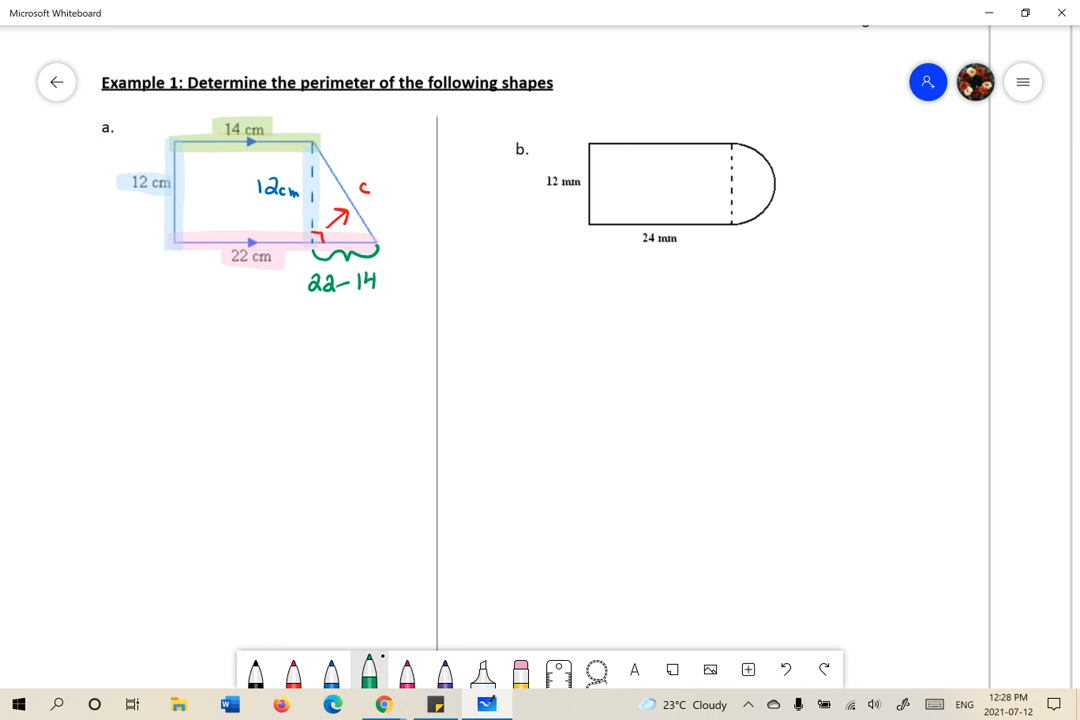 Microsoft Whiteboard
Example 1: Determine the perimeter of the following shapes
a.
14 cm
12 cm
12cm
c
22 cm
22-14
b.
12 mm
24 mm
A
W
23°C Cloudy
ENG
12:28 PM
2021-07-12